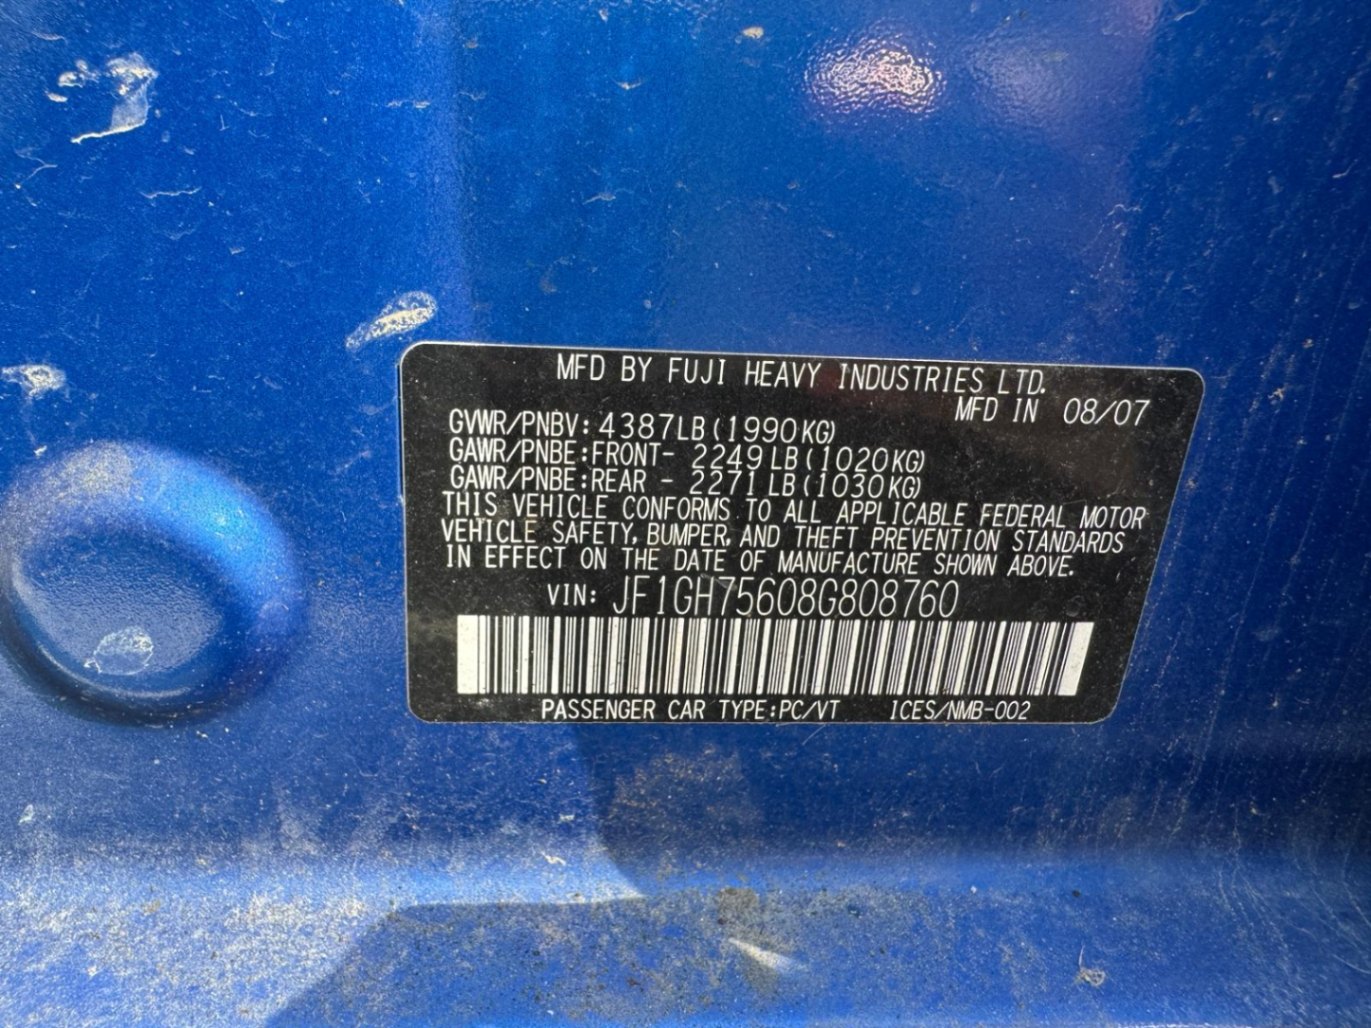 MFD BY FUJI HEAVY INDUSTRIES LTD.
MFD IN 08/07
GVWR/PNBV: 4387LB(1990KG)
GAWR/PNBE:FRONT- 2249LB(1020KG)
GAWR/PNBE:REAR - 2271LB(1030KG)
THIS VEHICLE CONFORMS TO ALL APPLICABLE FEDERAL MOTOR
VEHICLE SAFETY, BUMPER, AND THEFT PREVENTION STANDARDS
IN EFFECT ON THE DATE OF MANUFACTURE SHOWN ABOVE.
VIN: JF1GH75608G808760
PASSENGER CAR TYPE:PC/VT ICES/NMB-002